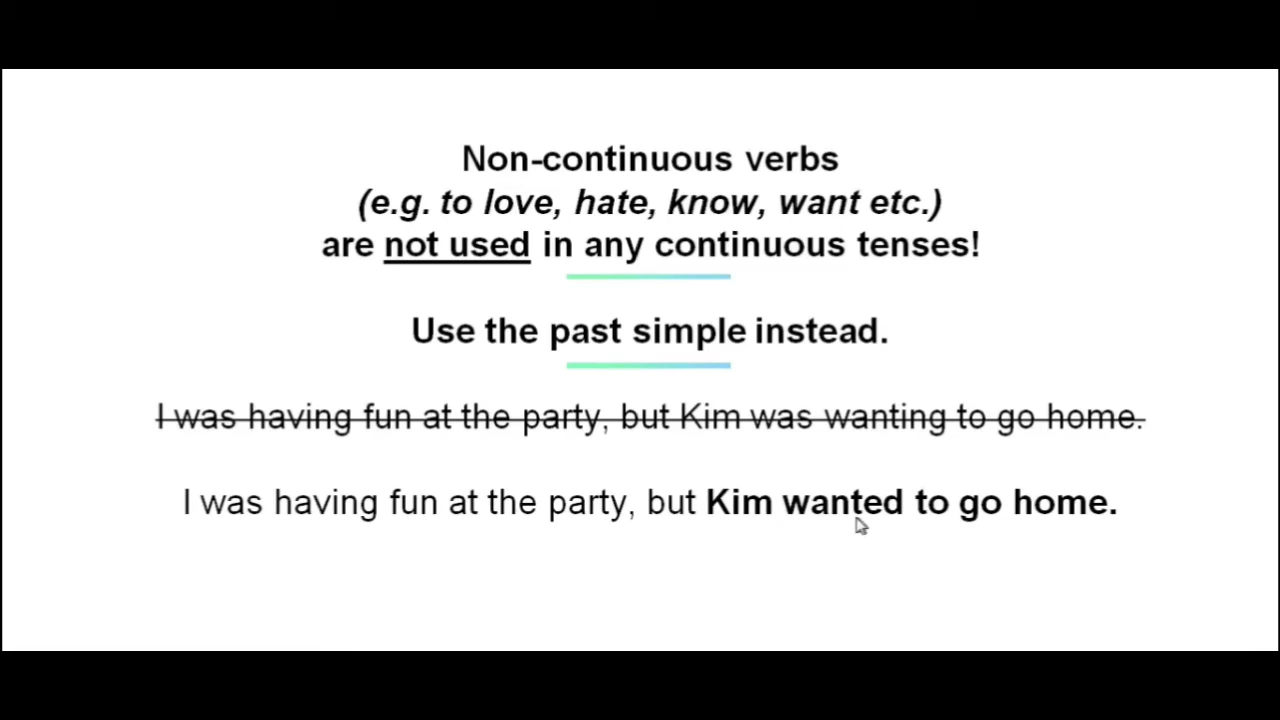 Non-continuous verbs
(e.g. to love, hate, know, want etc.)
are not used in any continuous tenses!
Use the past simple instead.
I was having fun at the party, but Kim was wanting to go home.
I was having fun at the party, but Kim wanted to go home.